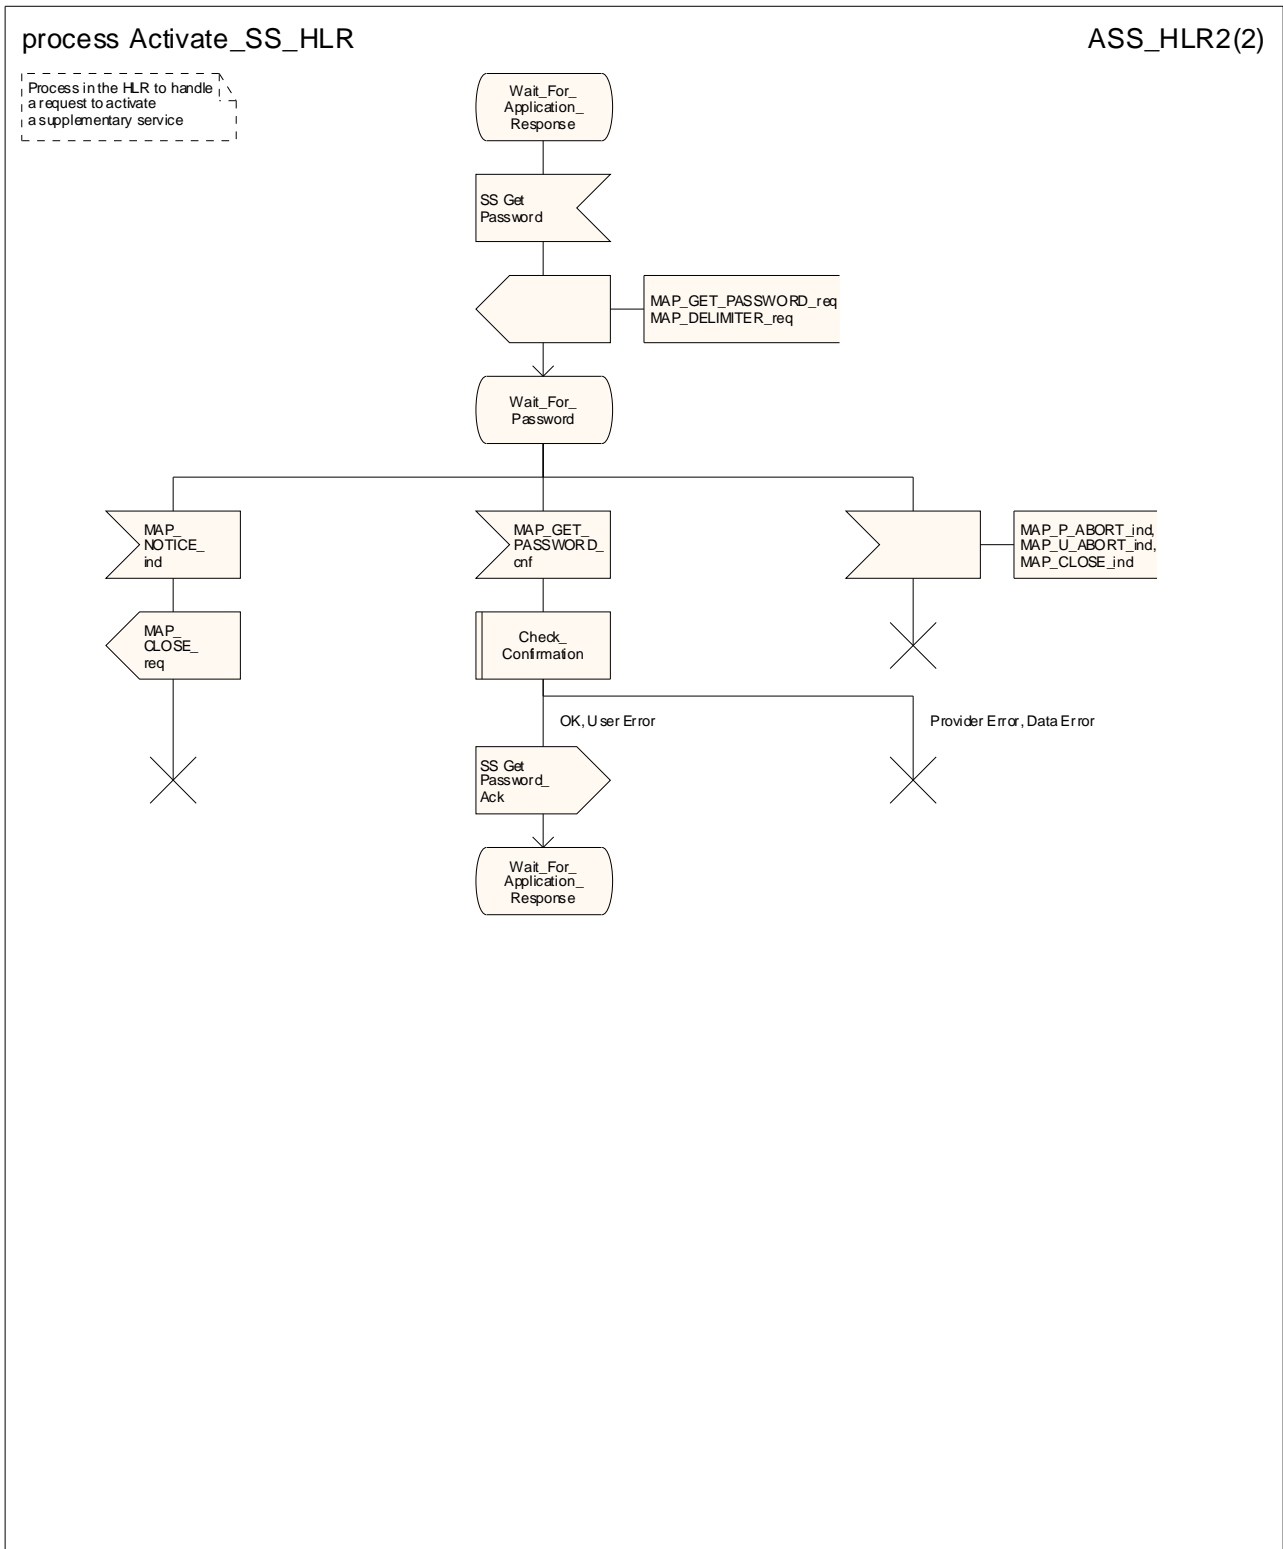 process Activate_SS_HLR
ASS_HLR2(2)
Process in the HLR to handle
a request to activate
a supplementary service
Wait_For_
Application_
Response
SS Get
Password
MAP_GET_PASSWORD_req
MAP_DELIMITER_req
Wait_For_
Password
MAP_
NOTICE_
ind
MAP_GET_
PASSWORD_
cnf
MAP_P_ABORT_ind,
MAP_U_ABORT_ind,
MAP_CLOSE_ind
MAP_
CLOSE_
req
Check_
Confirmation
OK, User Error
Provider Error, Data Error
SS Get
Password_
Ack
Wait_For_
Application_
Response